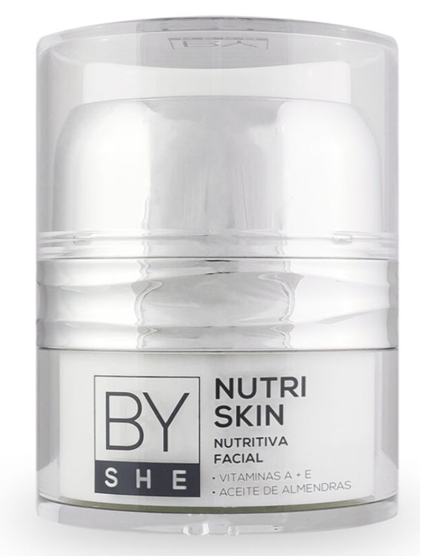 BY
SHE
NUTRI
SKIN
NUTRITIVA
FACIAL
• VITAMINAS A + E
• ACEITE DE ALMENDRAS